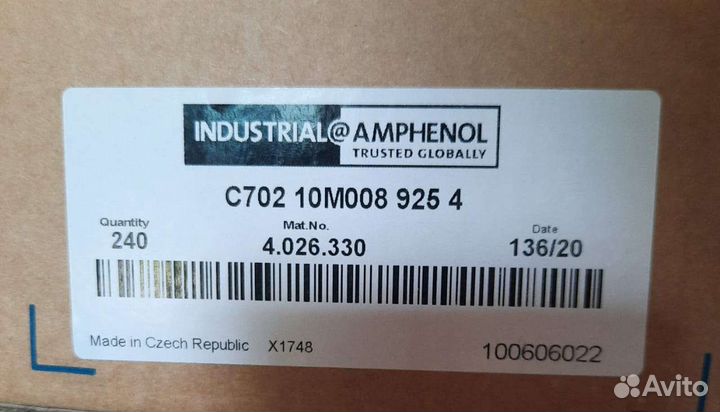 INDUSTRIAL@AMPHENOL
TRUSTED GLOBALLY
C702 10M008 925 4
Quantity Mat.No. Date
240 4.026.330 136/20
Made in Czech Republic X1748 100606022
Avito